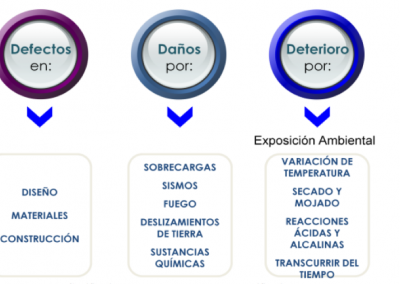 Defectos
en:
DISEÑO
MATERIALES
CONSTRUCCIÓN
Daños
por:
SOBRECARGAS
SISMOS
FUEGO
DESLIZAMIENTOS
DE TIERRA
SUSTANCIAS
QUÍMICAS
Deterioro
por:
Exposición Ambiental
VARIACIÓN DE
TEMPERATURA
SECADO Y
MOJADO
REACCIONES
ÁCIDAS Y
ALCALINAS
TRANSCURRIR DEL
TIEMPO